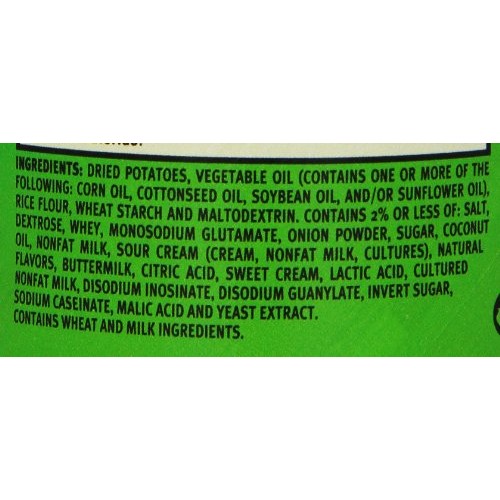 INGREDIENTS: DRIED POTATOES, VEGETABLE OIL (CONTAINS ONE OR MORE OF THE
FOLLOWING: CORN OIL, COTTONSEED OIL, SOYBEAN OIL, AND/OR SUNFLOWER OIL),
RICE FLOUR, WHEAT STARCH AND MALTODEXTRIN. CONTAINS 2% OR LESS OF: SALT,
DEXTROSE, WHEY, MONOSODIUM GLUTAMATE, ONION POWDER, SUGAR, COCONUT
OIL, NONFAT MILK, SOUR CREAM (CREAM, NONFAT MILK, CULTURES), NATURAL
FLAVORS, BUTTERMILK, CITRIC ACID, SWEET CREAM, LACTIC ACID, CULTURED
NONFAT MILK, DISODIUM INOSINATE, DISODIUM GUANYLATE, INVERT SUGAR,
SODIUM CASEINATE, MALIC ACID AND YEAST EXTRACT.
CONTAINS WHEAT AND MILK INGREDIENTS.